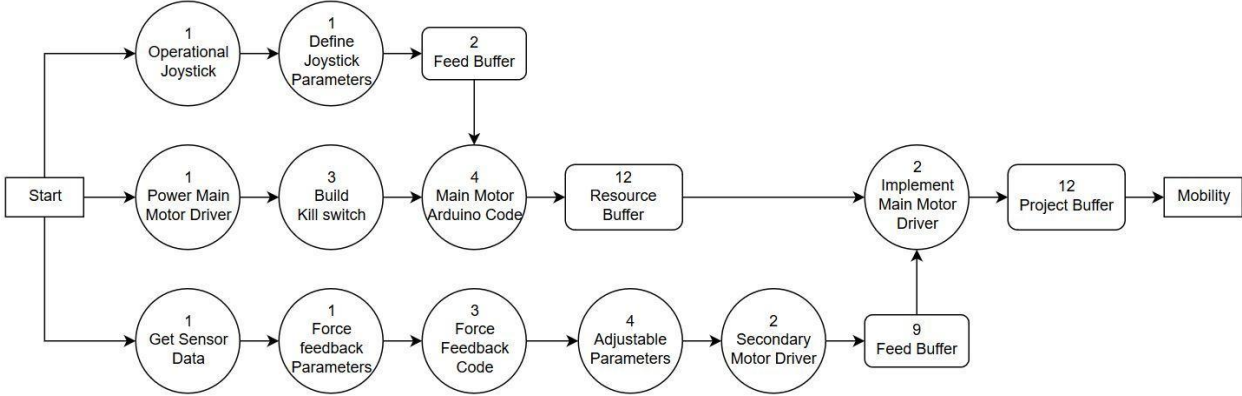 1
Operational
Joystick
1
Define
Joystick
Parameters
2
Feed Buffer
Start
1
Power Main
Motor Driver
3
Build
Kill switch
4
Main Motor
Arduino Code
12
Resource
Buffer
2
Implement
Main Motor
Driver
12
Project Buffer
Mobility
1
Get Sensor
Data
1
Force
feedback
Parameters
3
Force
Feedback
Code
4
Adjustable
Parameters
2
Secondary
Motor Driver
9
Feed Buffer